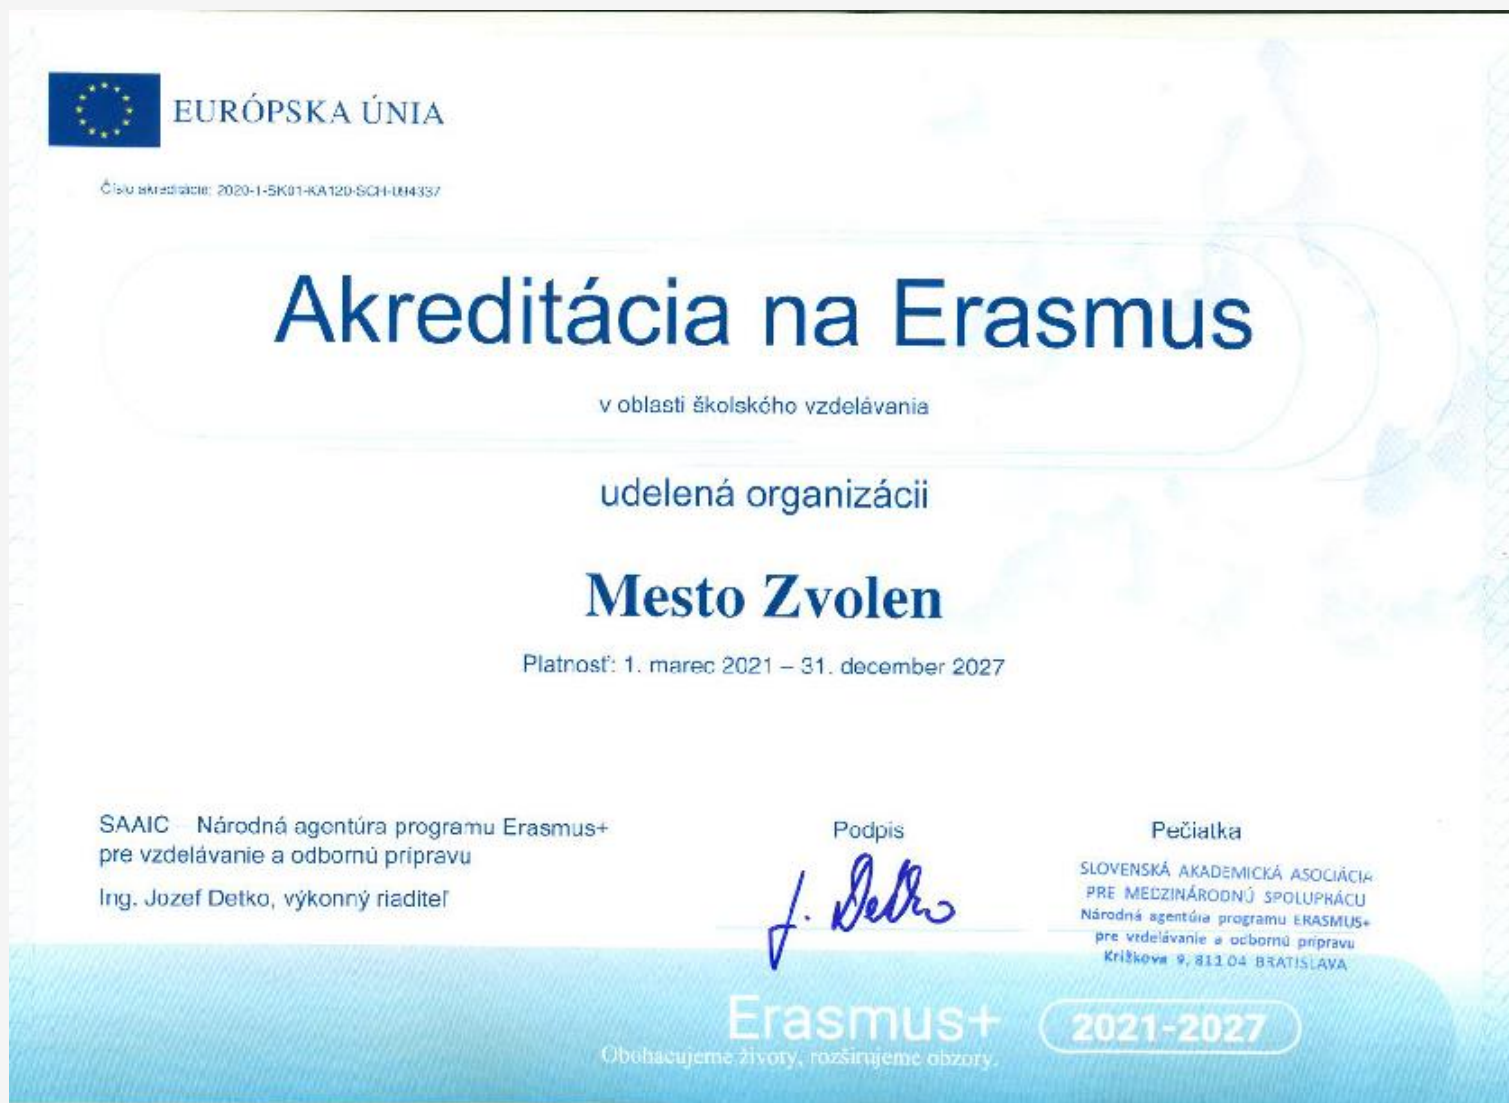 EURÓPSKA ÚNIA
Číslo akreditácie: 2020-1-SK01-KA120-SCH-094337
Akreditácia na Erasmus
v oblasti školského vzdelávania
udelená organizácii
Mesto Zvolen
Platnosť: 1. marec 2021 – 31. december 2027
SAAIC – Národná agentúra programu Erasmus+
pre vzdelávanie a odbornú prípravu
Ing. Jozef Detko, výkonný riaditeľ
Podpis
J. Detko
Pečiatka
SLOVENSKÁ AKADEMICKÁ ASOCIÁCIA
PRE MEDZINÁRODNÚ SPOLUPRÁCU
Národná agentúra programu ERASMUS+
pre vzdelávanie a odbornú prípravu
Križkova 9, 811 04 BRATISLAVA
Erasmus+
2021-2027
Obohacujeme životy, rozširujeme obzory.